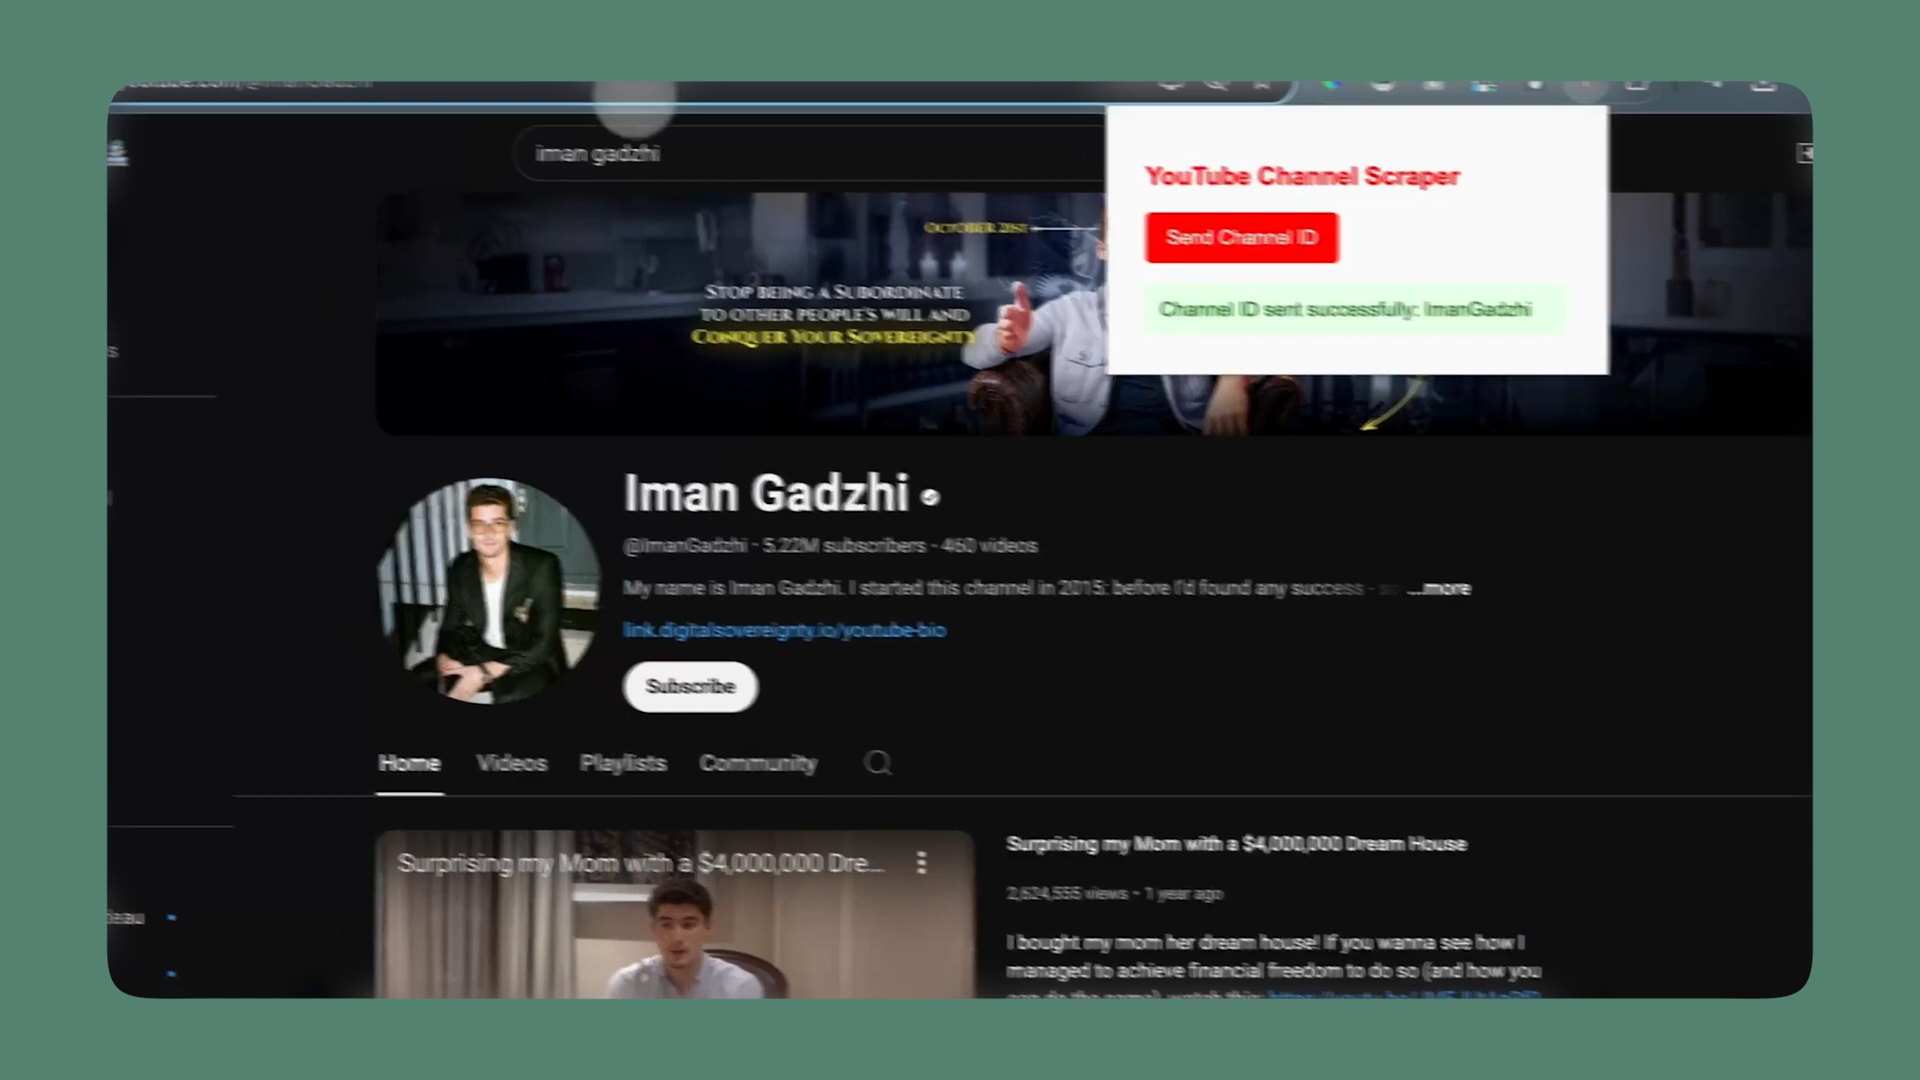 iman gadzhi
YouTube Channel Scraper
Send Channel ID
Channel ID sent successfully: ImanGadzhi
OCTOBER 21ST
STOP BEING A SUBORDINATE
TO OTHER PEOPLE'S WILL AND
CONQUER YOUR SOVEREIGNTY
Iman Gadzhi
@ImanGadzhi · 5.22M subscribers · 460 videos
My name is Iman Gadzhi. I started this channel in 2015: before I'd found any success - ...more
link.digitalsovereignty.io/youtube-bio
Subscribe
Home Videos Playlists Community
Surprising my Mom with a $4,000,000 Dre...
Surprising my Mom with a $4,000,000 Dream House
2,624,555 views · 1 year ago
I bought my mom her dream house! If you wanna see how I
managed to achieve financial freedom to do so (and how you